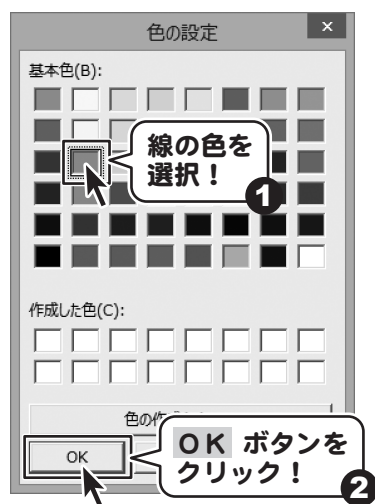 色の設定
×
基本色(B):
線の色を
選択！
1
作成した色(C):
OK
OK ボタンを
クリック！
2